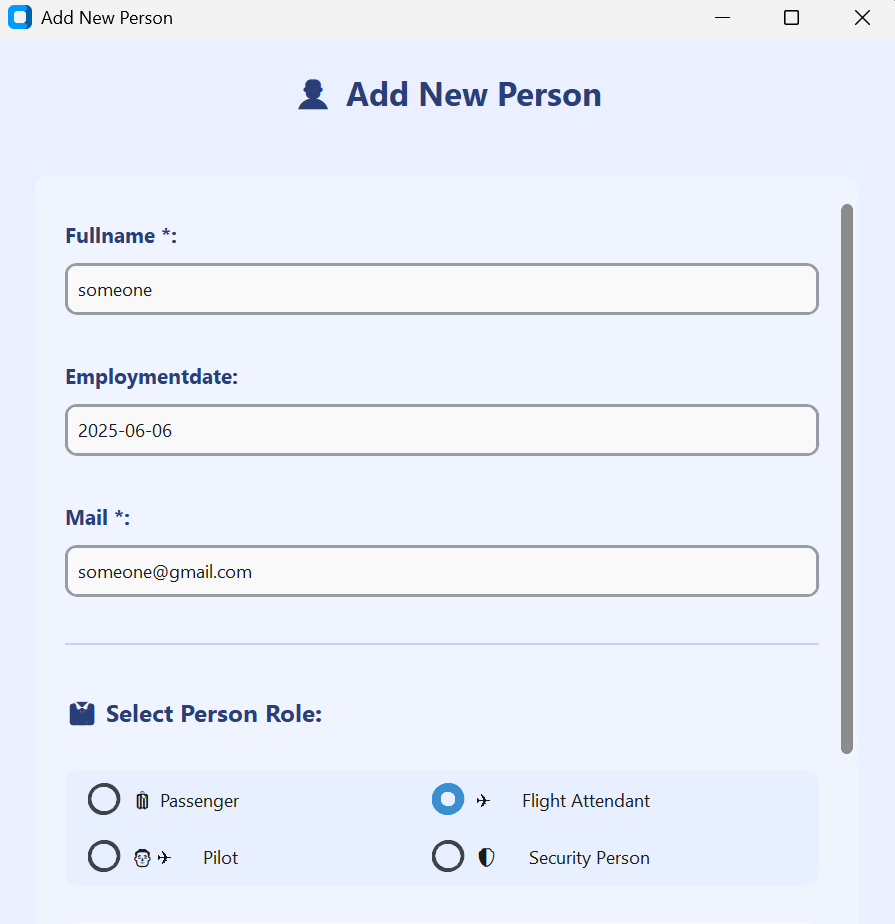 Add New Person
Add New Person
Fullname *:
someone
Employmentdate:
2025-06-06
Mail *:
someone@gmail.com
Select Person Role:
Passenger
Flight Attendant
Pilot
Security Person